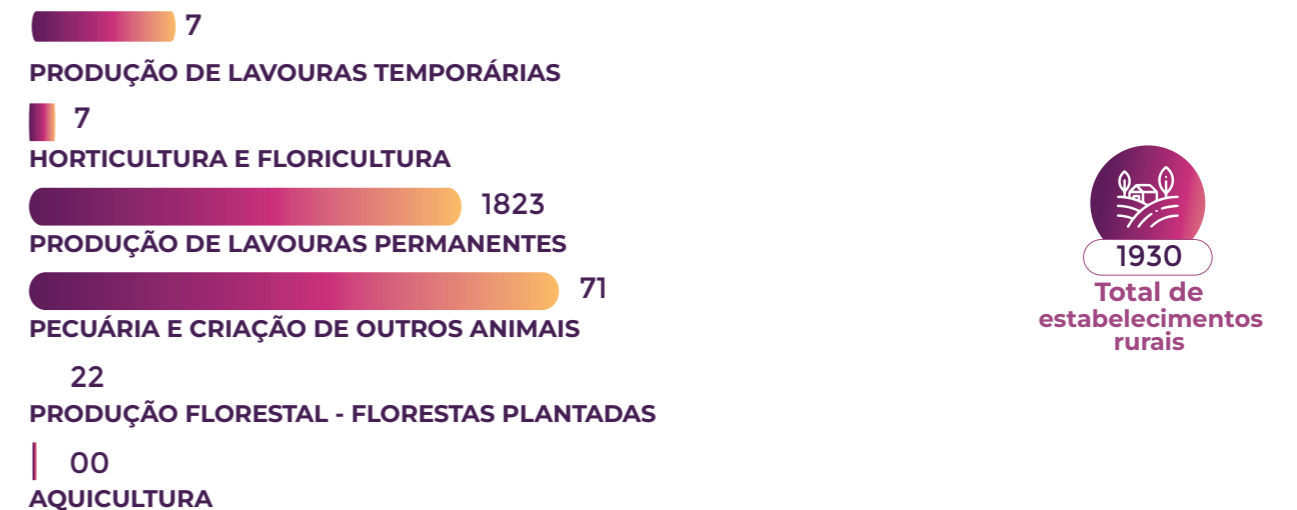 7
PRODUÇÃO DE LAVOURAS TEMPORÁRIAS
7
HORTICULTURA E FLORICULTURA
1823
PRODUÇÃO DE LAVOURAS PERMANENTES
71
PECUÁRIA E CRIAÇÃO DE OUTROS ANIMAIS
22
PRODUÇÃO FLORESTAL - FLORESTAS PLANTADAS
00
AQUICULTURA
1930
Total de
estabelecimentos
rurais